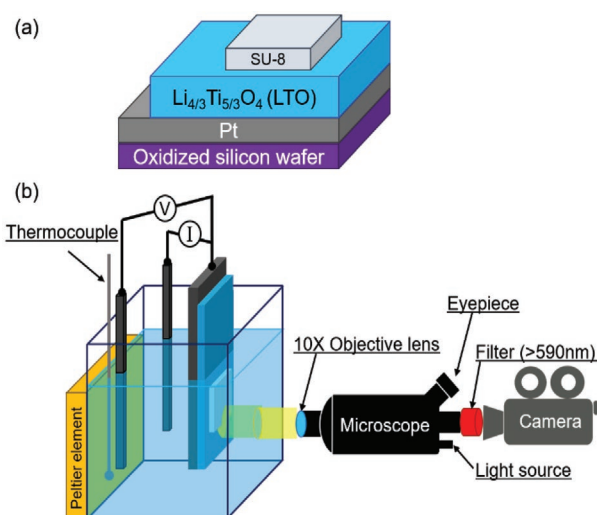 (a)
SU-8
Li4/3Ti5/3O4 (LTO)
Pt
Oxidized silicon wafer
(b)
V
Thermocouple
I
Eyepiece
10X Objective lens
Filter (>590nm)
Microscope
Camera
Light source
Peltier element